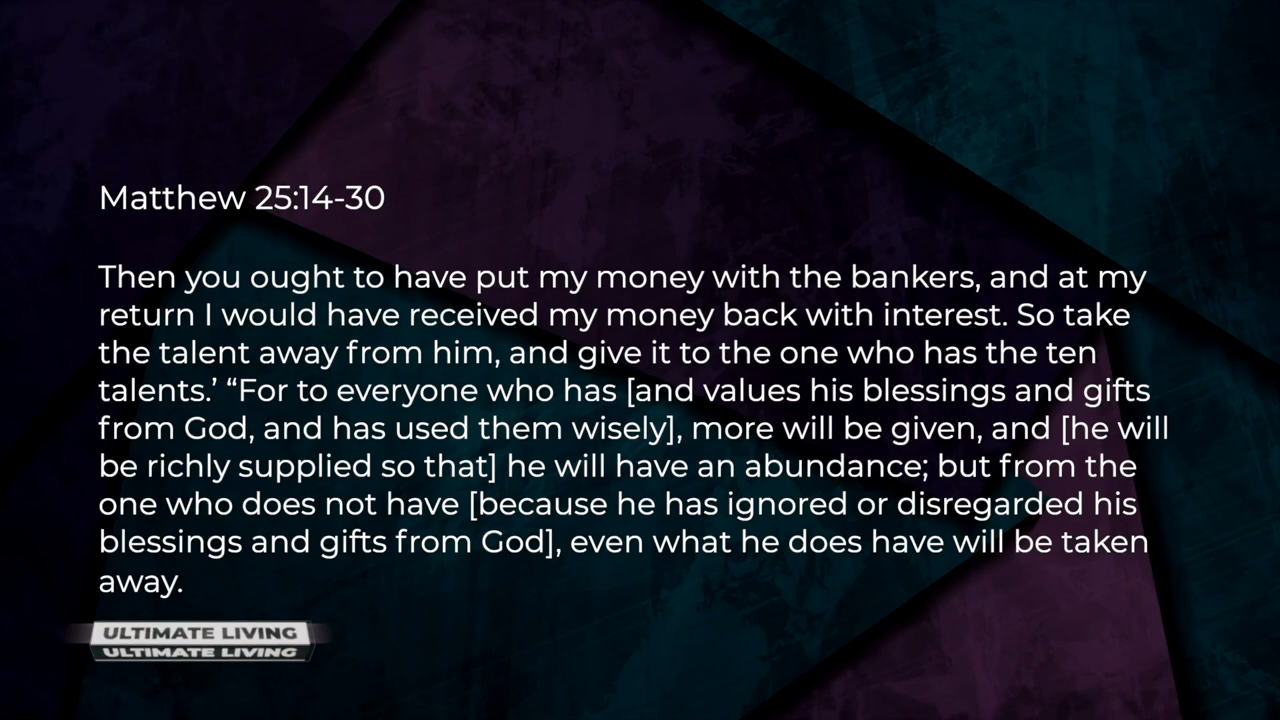 Matthew 25:14-30
Then you ought to have put my money with the bankers, and at my
return I would have received my money back with interest. So take
the talent away from him, and give it to the one who has the ten
talents.’ “For to everyone who has [and values his blessings and gifts
from God, and has used them wisely], more will be given, and [he will
be richly supplied so that] he will have an abundance; but from the
one who does not have [because he has ignored or disregarded his
blessings and gifts from God], even what he does have will be taken
away.
ULTIMATE LIVING
ULTIMATE LIVING